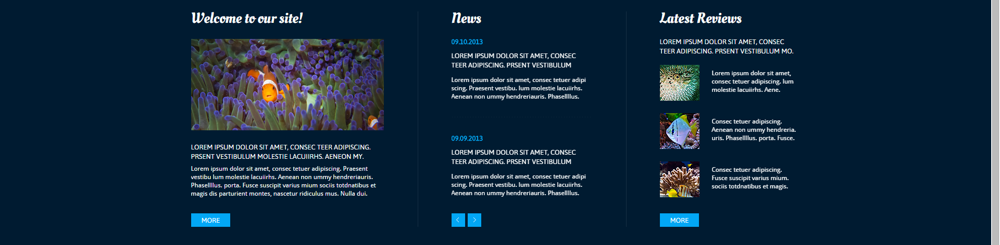 Welcome to our site!
LOREM IPSUM DOLOR SIT AMET, CONSEC TEER ADIPISCING.
PRSENT VESTIBULUM MOLESTIE LACUIIRHS. AENEON MY.
Lorem ipsum dolor sit amet, consec tetuer adipiscing. Praesent
vestibu lum molestie lacuiirhs. Aenean non ummy hendreriauris.
Phasellllus. porta. Fusce suscipit varius mium sociis totdnatibus et
magis dis parturient montes, nascetur ridiculus mus. Nulla dui.
MORE
News
09.10.2013
LOREM IPSUM DOLOR SIT AMET, CONSEC
TEER ADIPISCING. PRSENT VESTIBULUM
Lorem ipsum dolor sit amet, consec tetuer adipi
scing. Praesent vestibu. lum molestie lacuiirhs.
Aenean non ummy hendreriauris. Phasellllus.
09.09.2013
LOREM IPSUM DOLOR SIT AMET, CONSEC
TEER ADIPISCING. PRSENT VESTIBULUM
Lorem ipsum dolor sit amet, consec tetuer adipi
scing. Praesent vestibu. lum molestie lacuiirhs.
Aenean non ummy hendreriauris. Phasellllus.
Latest Reviews
LOREM IPSUM DOLOR SIT AMET, CONSEC
TEER ADIPISCING. PRSENT VESTIBULUM MO.
Lorem ipsum dolor sit amet,
consec tetuer adipiscing. lum
molestie lacuiirhs. Aene.
Consec tetuer adipiscing.
Aenean non ummy hendreria.
uris. Phasellllus. porta. Fusce.
Consec tetuer adipiscing.
Fusce suscipit varius mium.
sociis totdnatibus et magis.
MORE